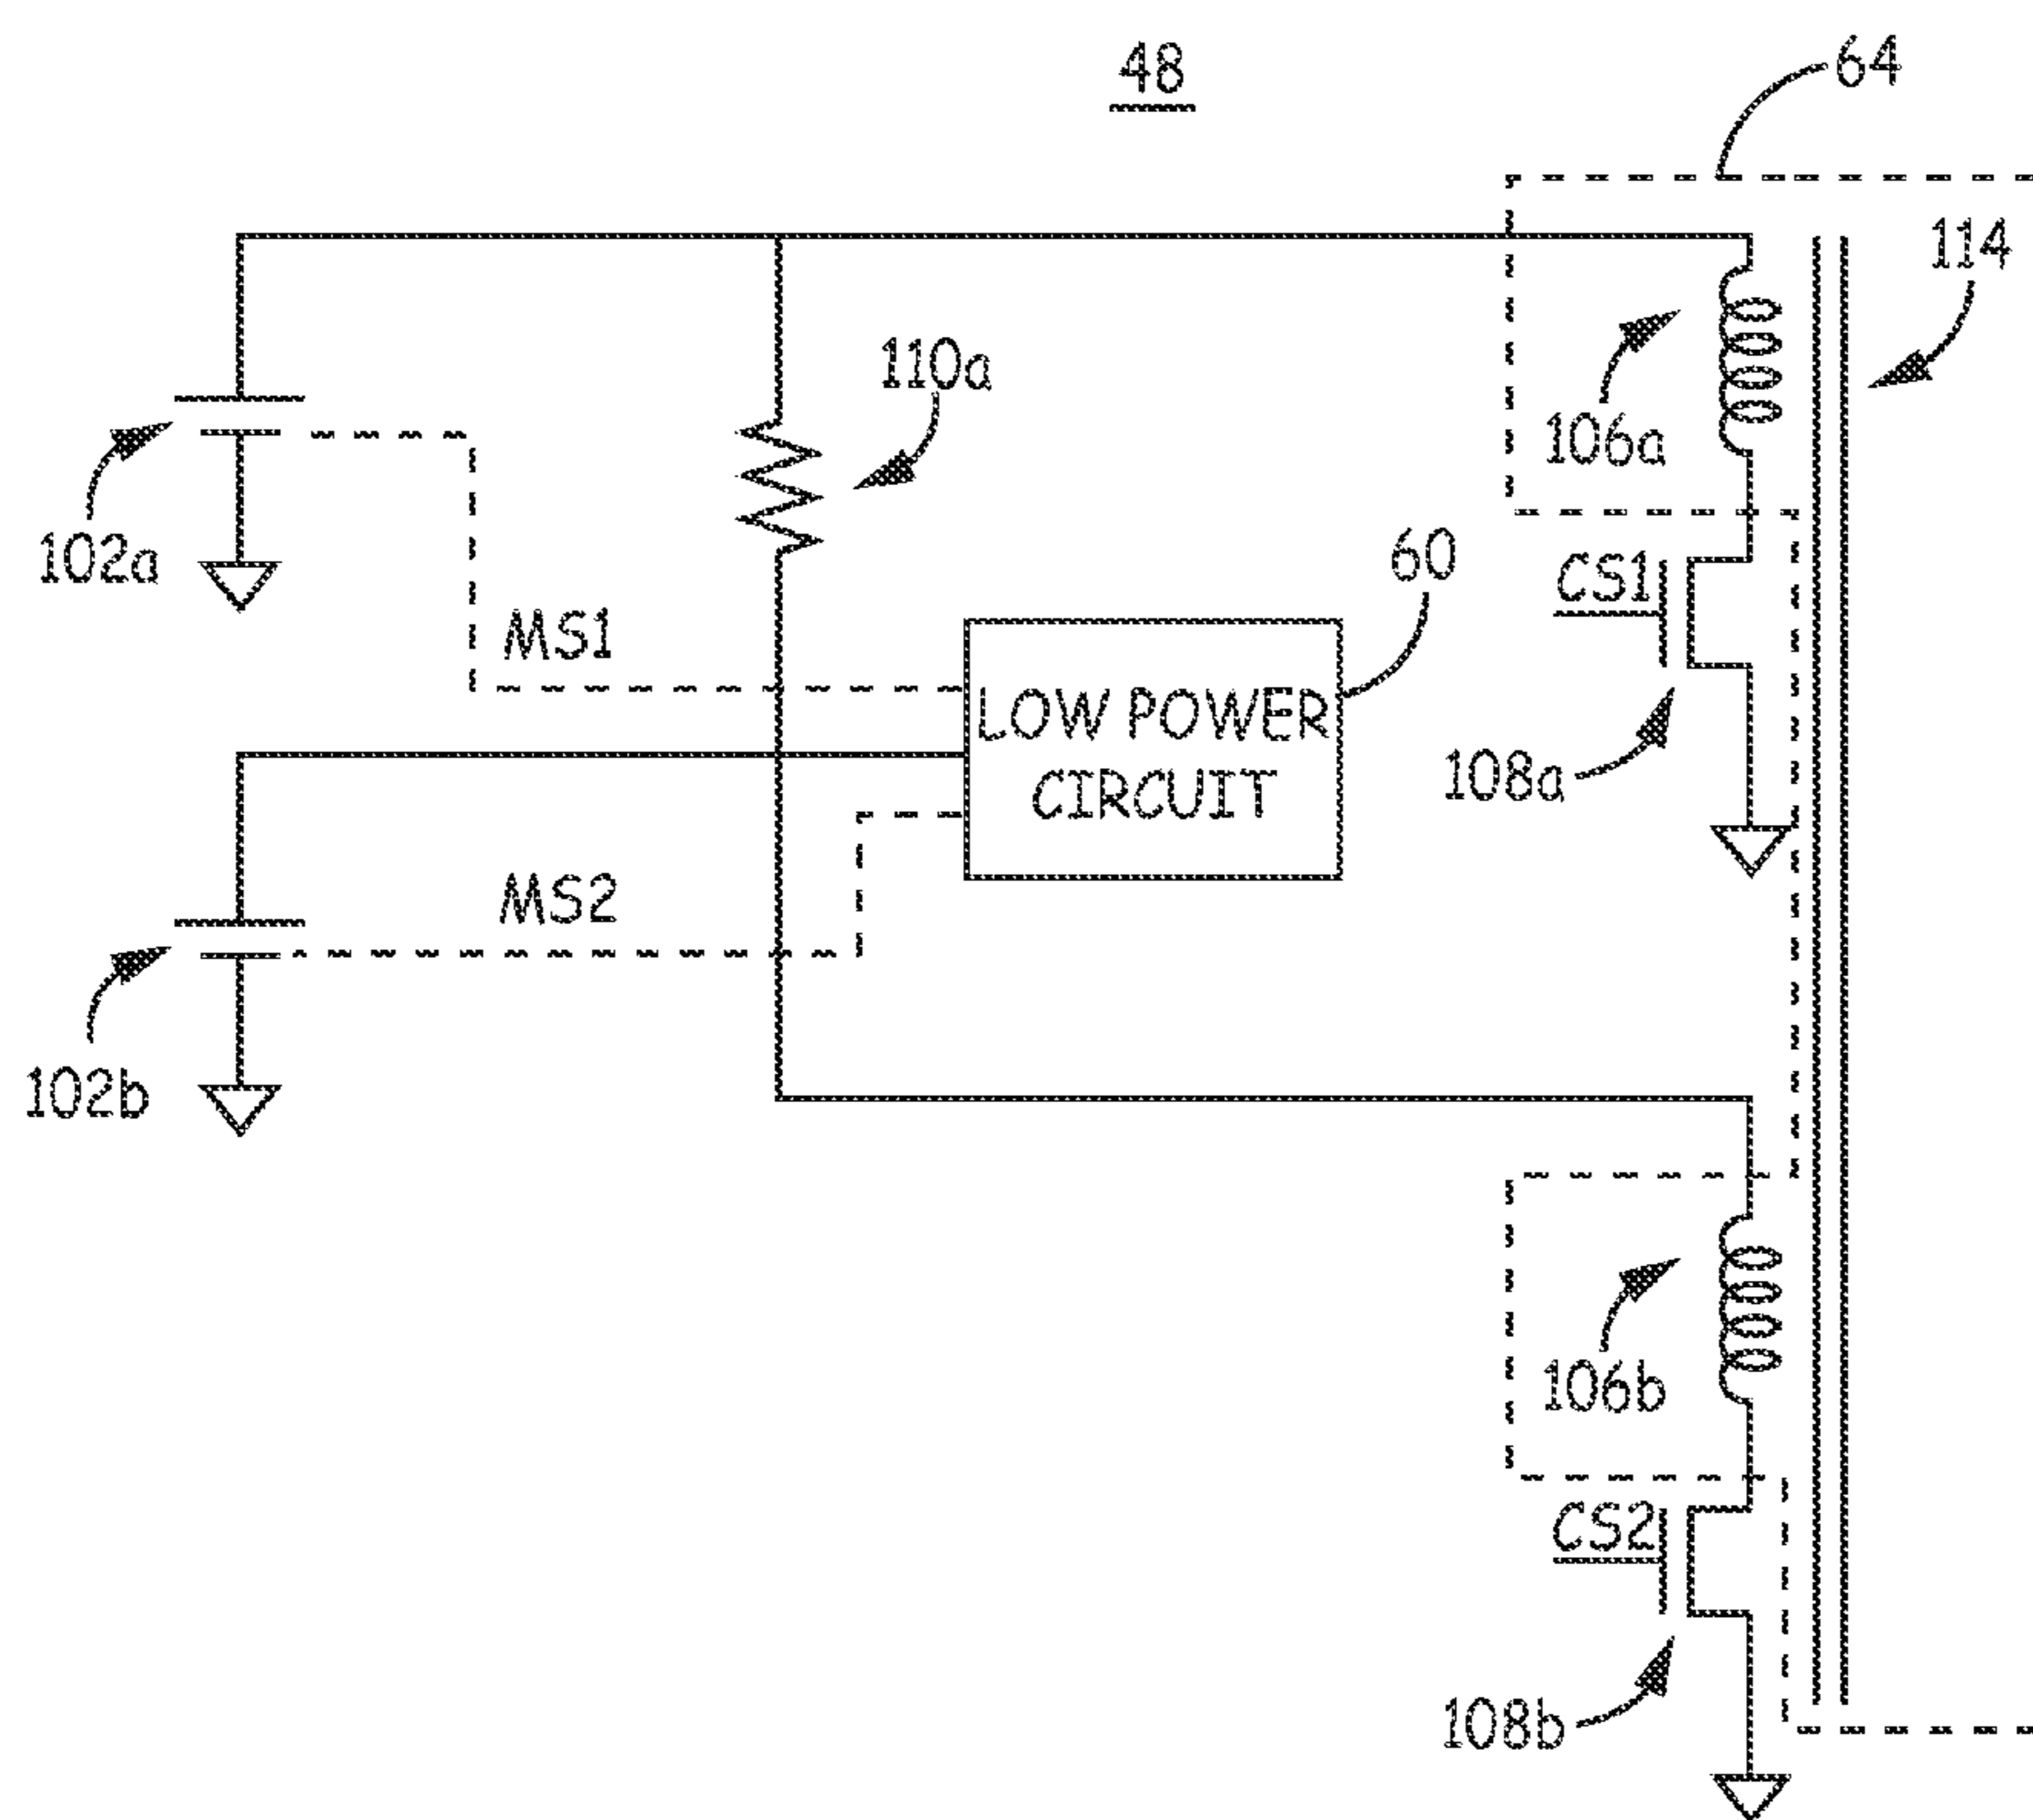 48
64
114
110a
106a
102a
60
CS1
MS1
LOW POWER
CIRCUIT
108a
MS2
102b
106b
CS2
108b